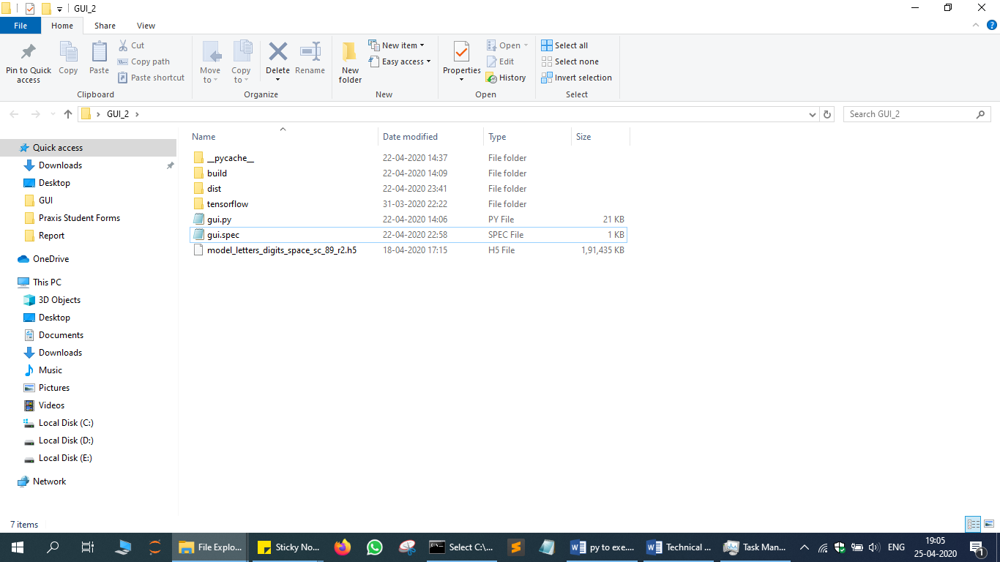 GUI_2
File Home Share View
Pin to Quick access
Copy
Paste
Cut
Copy path
Paste shortcut
Clipboard
Move to
Copy to
Delete
Rename
Organize
New folder
New item
Easy access
New
Properties
Open
Edit
History
Open
Select all
Select none
Invert selection
Select
GUI_2
Search GUI_2
Quick access
Downloads
Desktop
GUI
Praxis Student Forms
Report
OneDrive
This PC
3D Objects
Desktop
Documents
Downloads
Music
Pictures
Videos
Local Disk (C:)
Local Disk (D:)
Local Disk (E:)
Network
Name Date modified Type Size
__pycache__ 22-04-2020 14:37 File folder
build 22-04-2020 14:09 File folder
dist 22-04-2020 23:41 File folder
tensorflow 31-03-2020 22:22 File folder
gui.py 22-04-2020 14:06 PY File 21 KB
gui.spec 22-04-2020 22:58 SPEC File 1 KB
model_letters_digits_space_sc_89_r2.h5 18-04-2020 17:15 H5 File 1,91,435 KB
7 items
File Explo...
Sticky No...
Select C:\...
py to exe....
Technical ...
Task Man...
ENG
19:05
25-04-2020
1